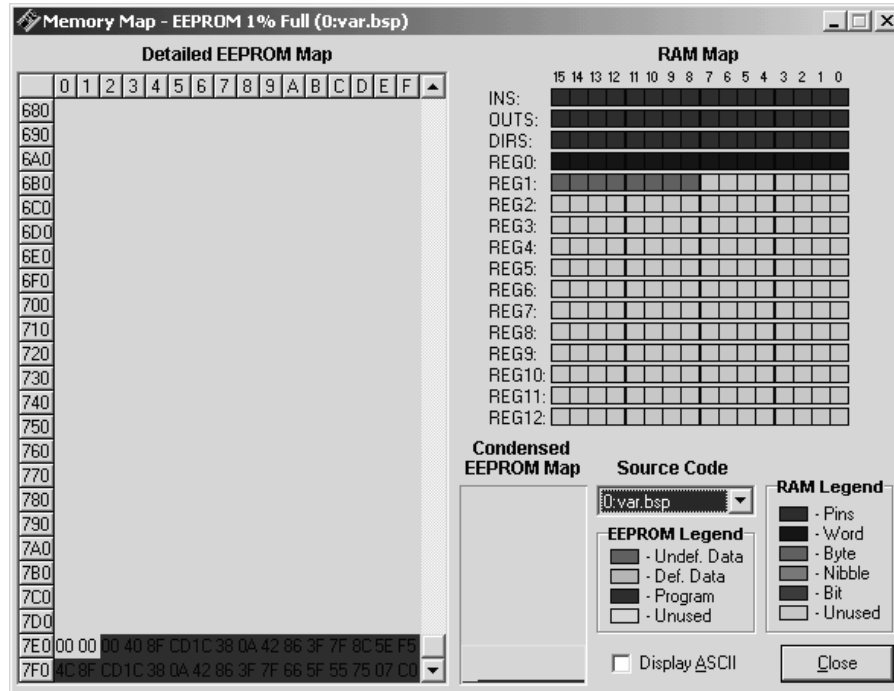 Memory Map - EEPROM 1% Full (0:var.bsp)
Detailed EEPROM Map
0 1 2 3 4 5 6 7 8 9 A B C D E F
680
690
6A0
6B0
6C0
6D0
6E0
6F0
700
710
720
730
740
750
760
770
780
790
7A0
7B0
7C0
7D0
7E0 00 00 00 40 8F CD 1C 38 0A 42 86 3F 7F 8C 5E F5
7F0 4C 8F CD 1C 38 0A 42 86 3F 7F 66 5F 55 75 07 C0
RAM Map
15 14 13 12 11 10 9 8 7 6 5 4 3 2 1 0
INS:
OUTS:
DIRS:
REG0:
REG1:
REG2:
REG3:
REG4:
REG5:
REG6:
REG7:
REG8:
REG9:
REG10:
REG11:
REG12:
Condensed
EEPROM Map
Source Code
0:var.bsp
EEPROM Legend
- Undef. Data
- Def. Data
- Program
- Unused
RAM Legend
- Pins
- Word
- Byte
- Nibble
- Bit
- Unused
Display ASCII
Close